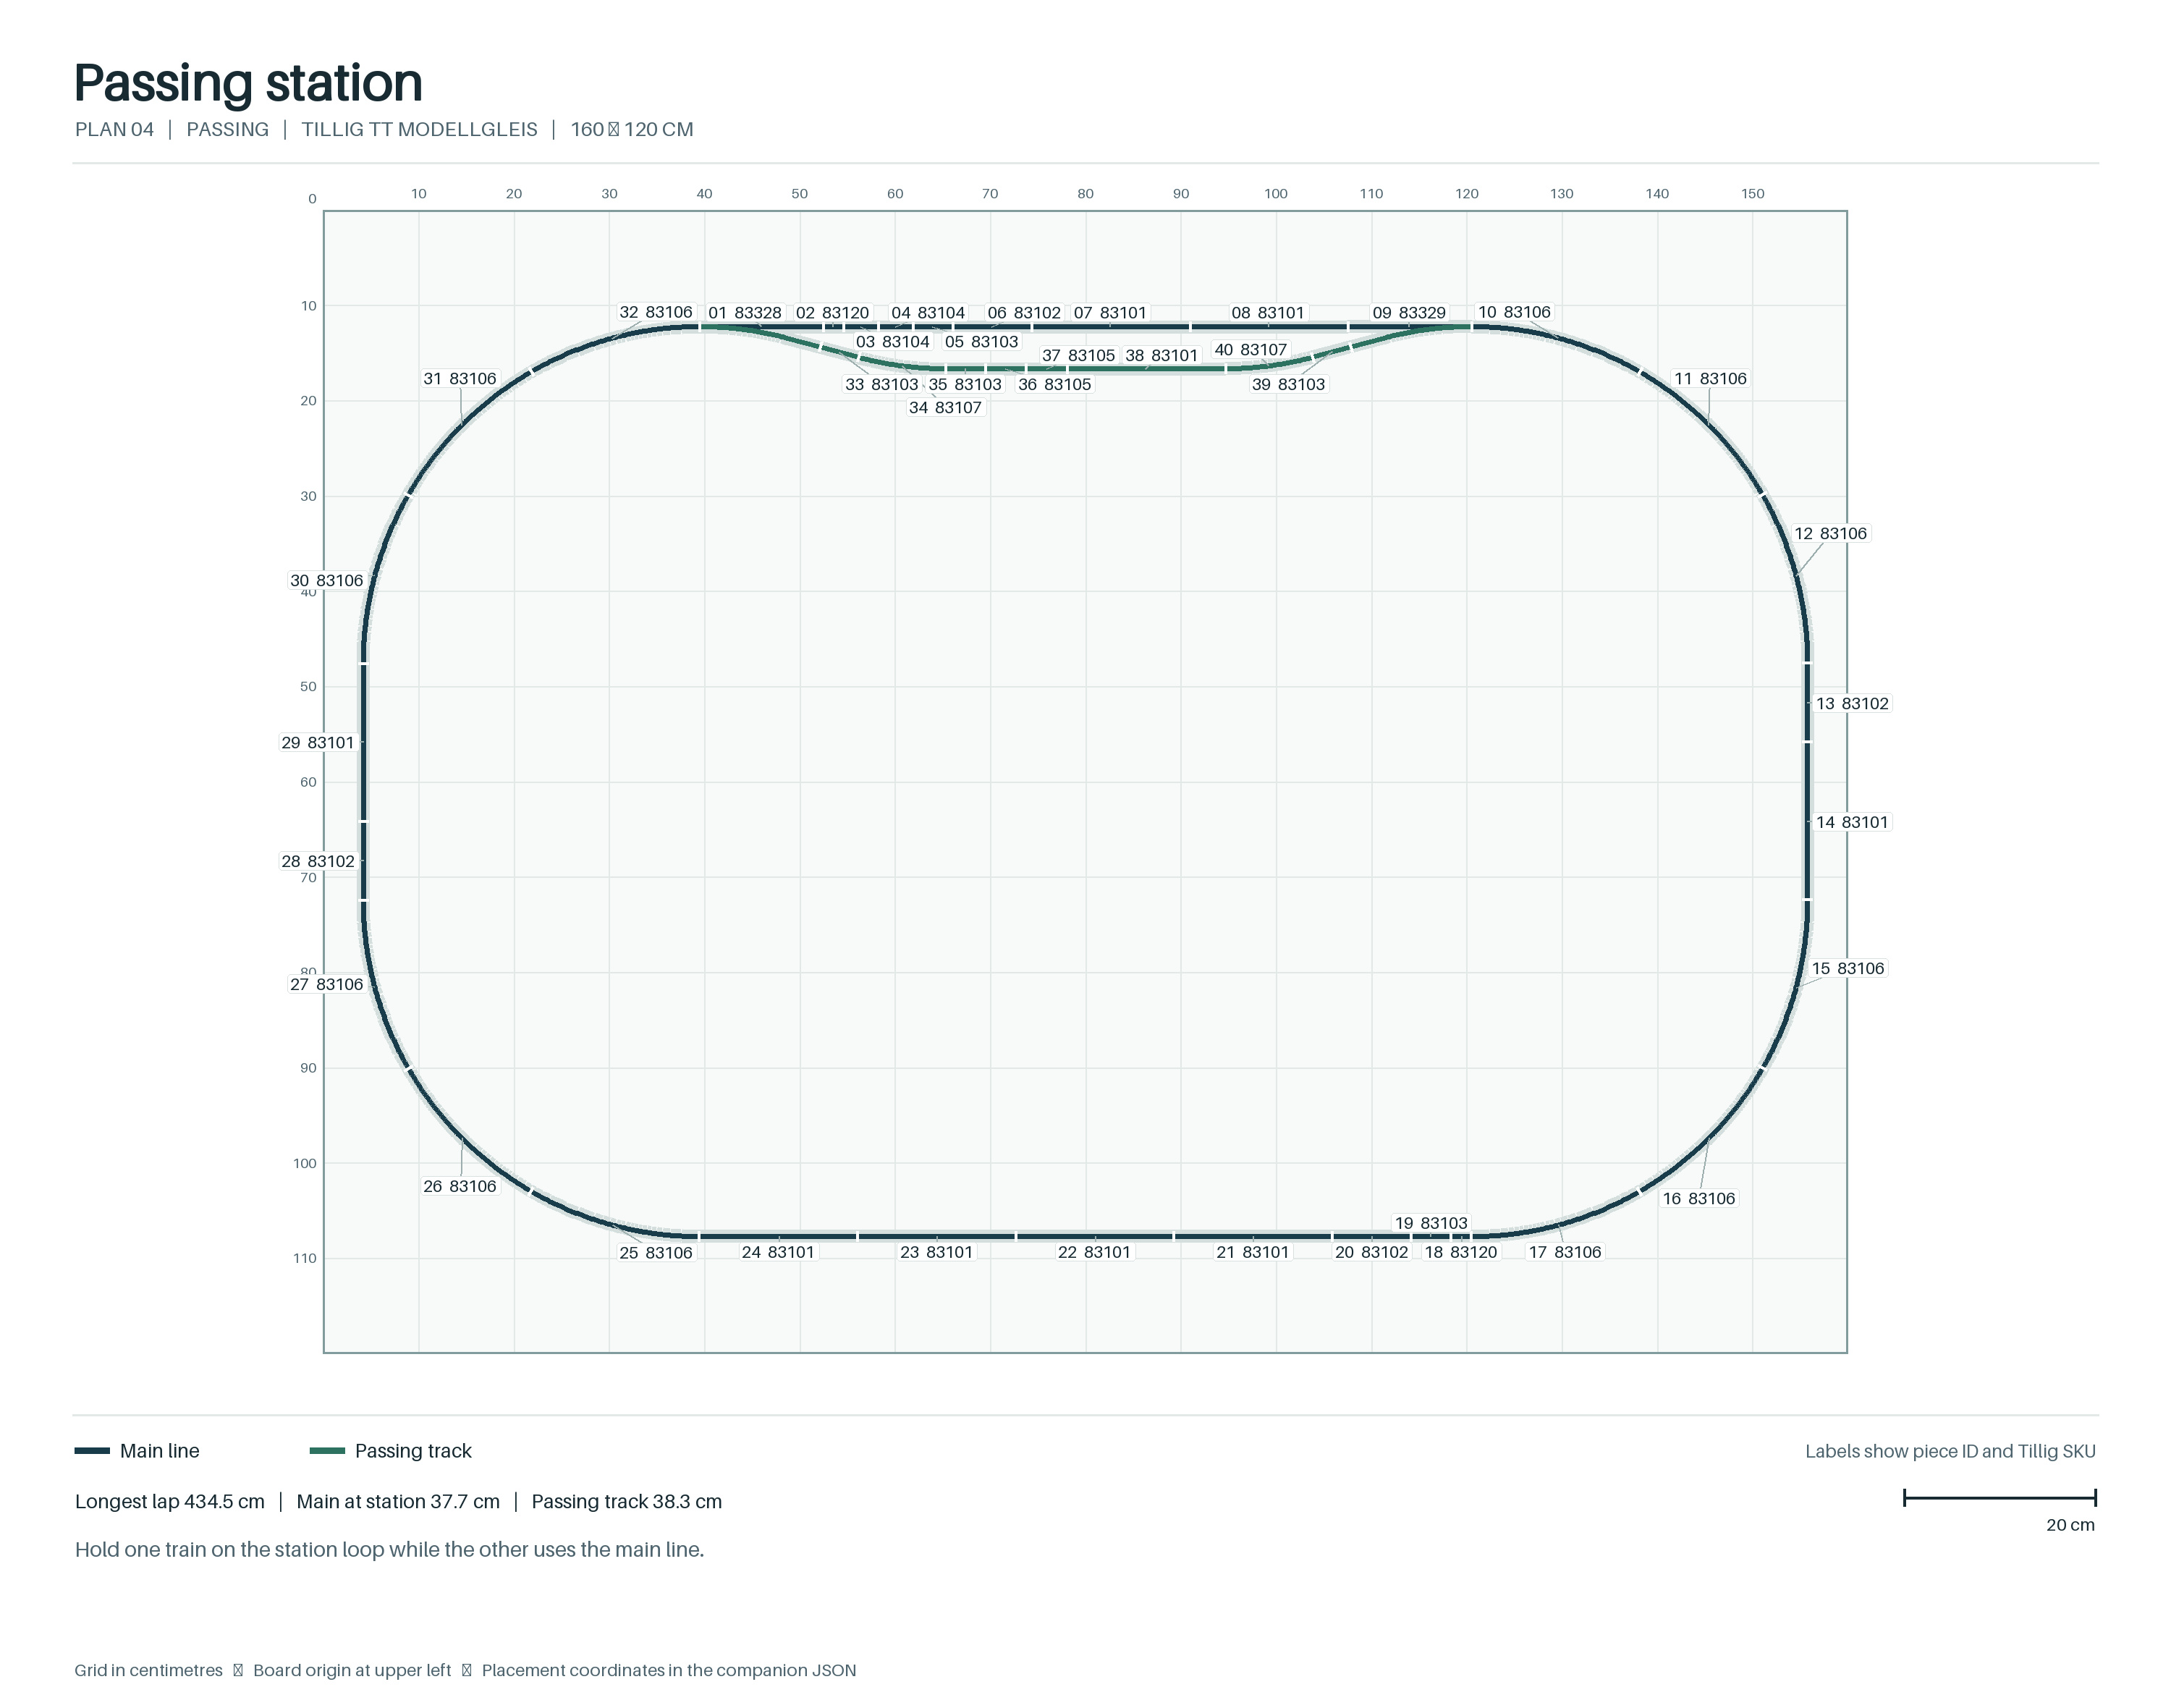 Passing station
PLAN 04 | PASSING | TILLIG TT MODELLGLEIS | 160 120 CM
0 10 20 30 40 50 60 70 80 90 100 110 120 130 140 150
10
32 83106 01 83328 02 83120 04 83104 06 83102 07 83101 08 83101 09 83329 10 83106
03 83104 05 83103
37 83105 38 83101 40 83107
31 83106 33 83103 35 83103 36 83105 39 83103 11 83106
20
34 83107
30
12 83106
30 83106
40
50
13 83102
29 83101
60
14 83101
28 83102
70
80
15 83106
27 83106
90
100
26 83106 16 83106
19 83103
110
25 83106 24 83101 23 83101 22 83101 21 83101 20 83102 18 83120 17 83106
Main line Passing track
Labels show piece ID and Tillig SKU
Longest lap 434.5 cm | Main at station 37.7 cm | Passing track 38.3 cm
20 cm
Hold one train on the station loop while the other uses the main line.
Grid in centimetres Board origin at upper left Placement coordinates in the companion JSON